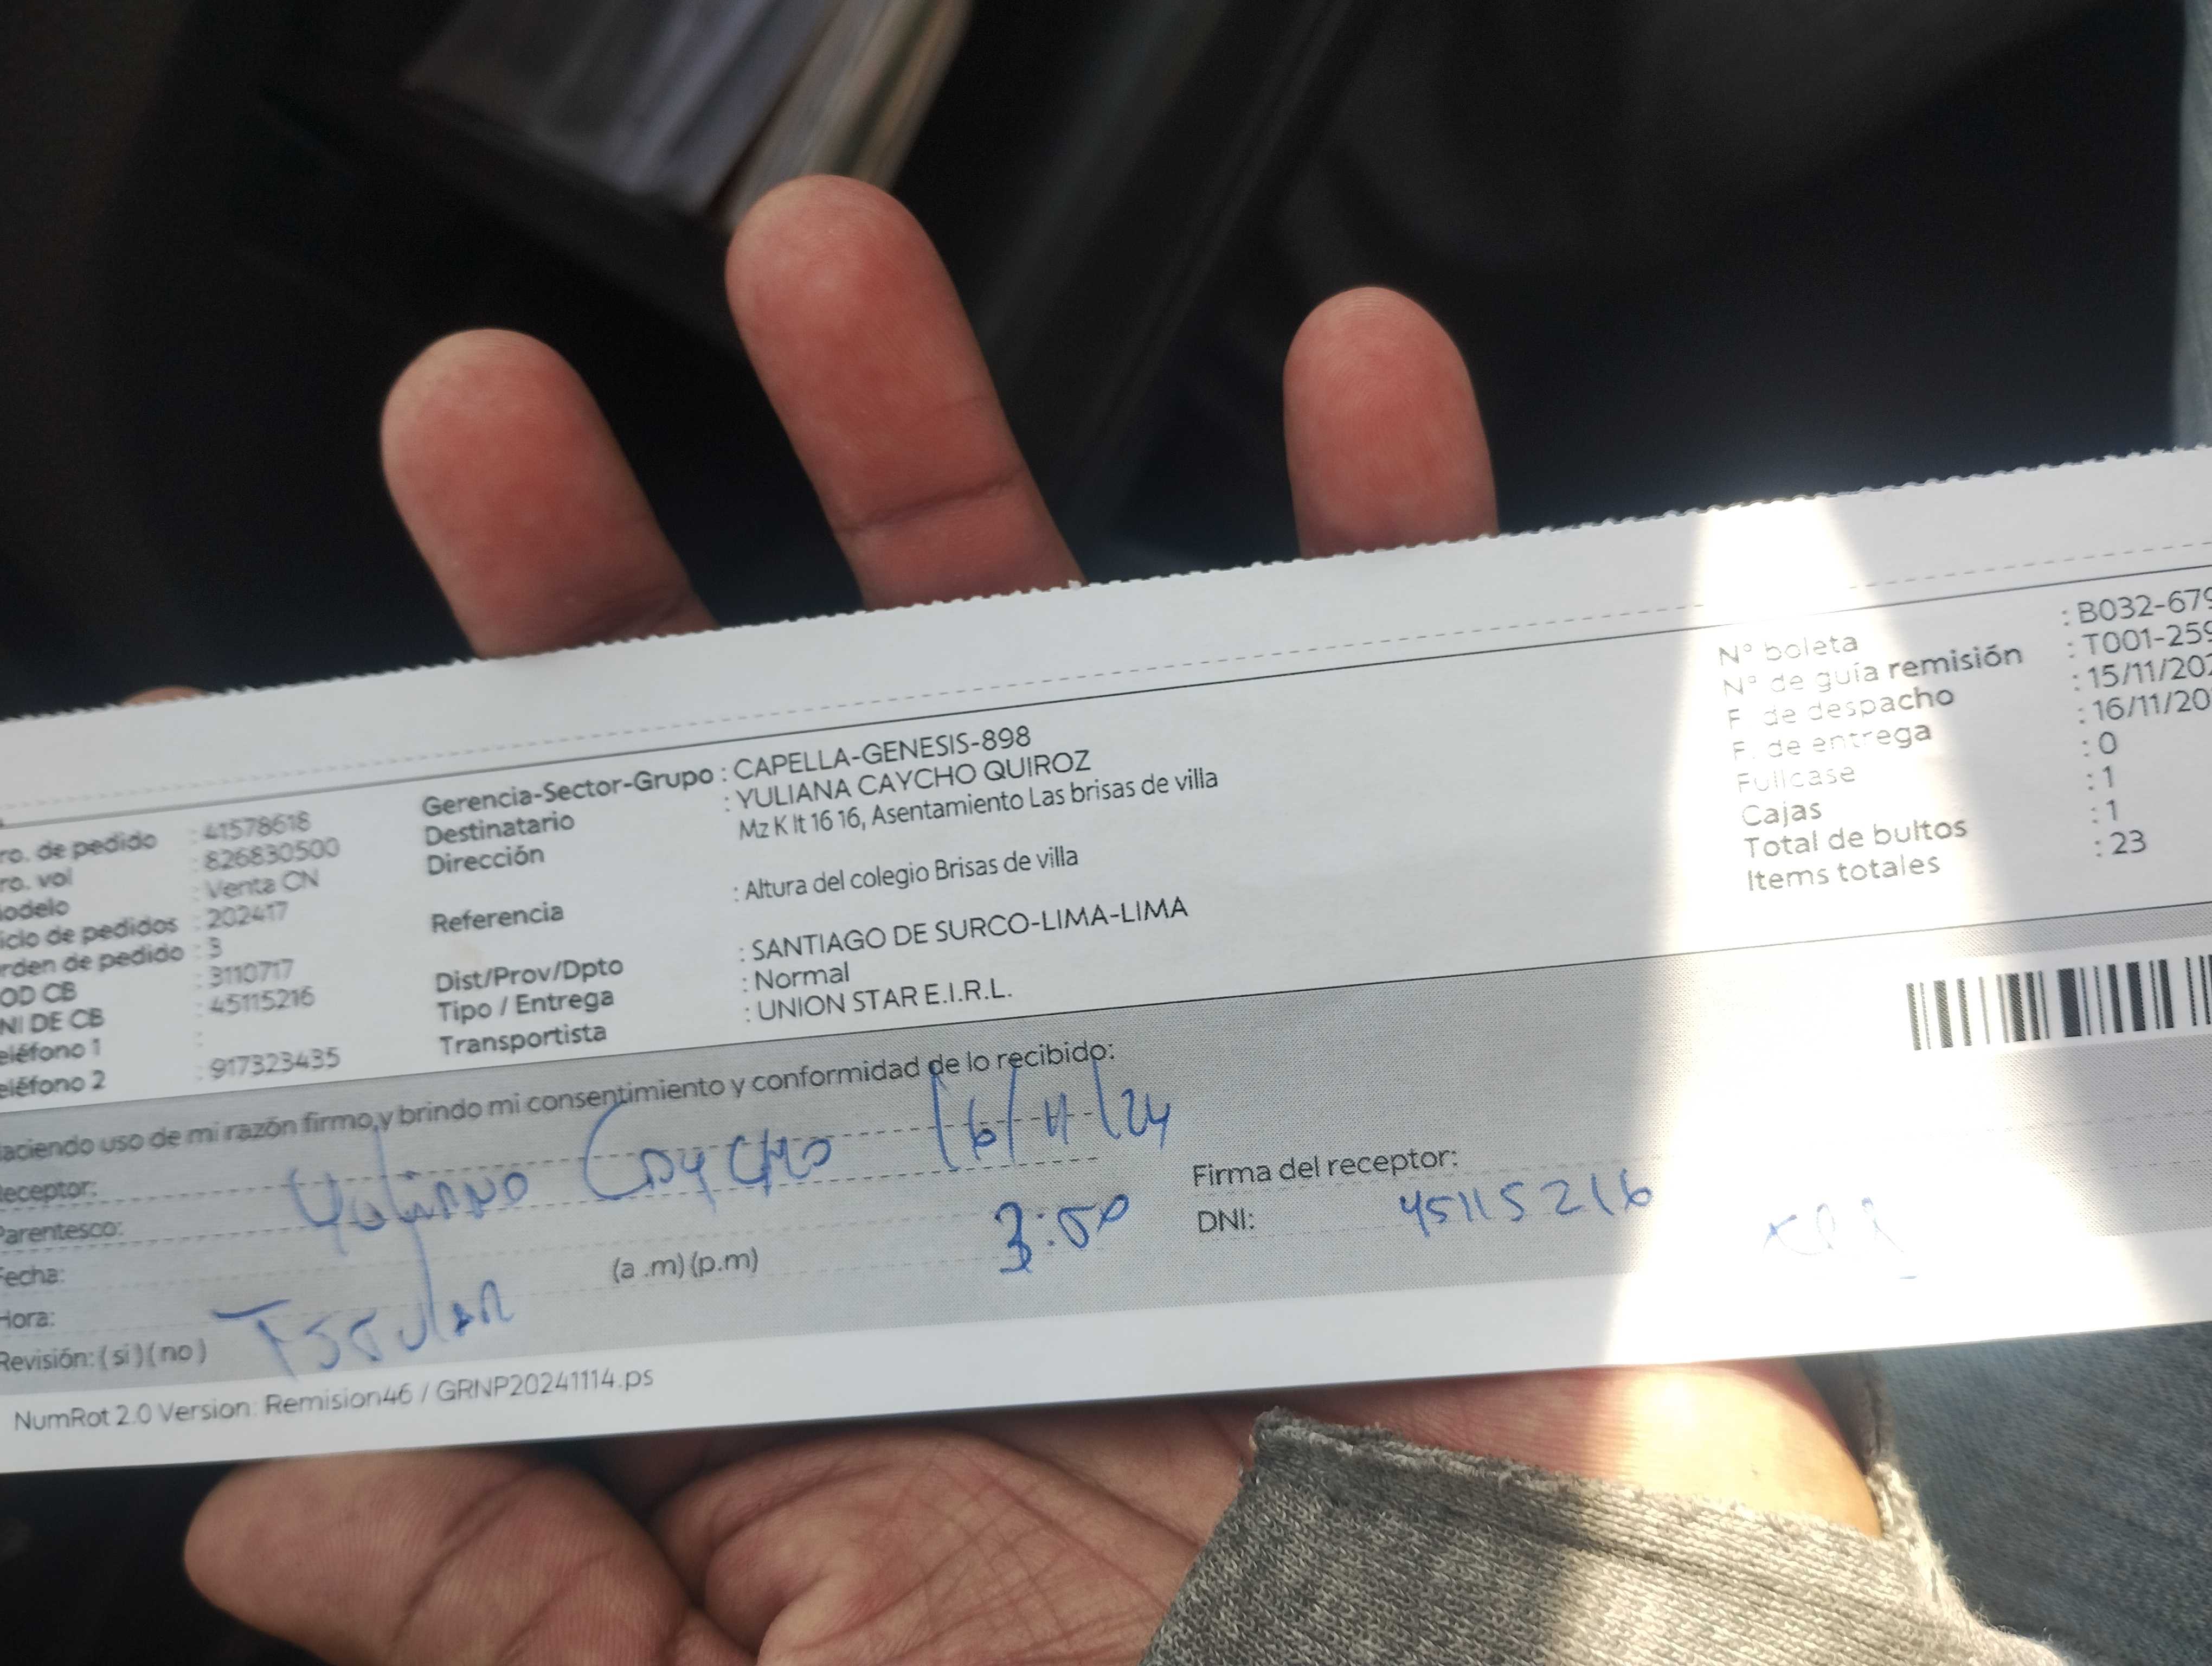 ro. de pedido : 41578618
ro. vol : 826830500
odelo : Venta CN
icio de pedidos : 202417
rden de pedido : 3
OD CB : 3110717
NI DE CB : 45115216
eléfono 1 :
eléfono 2 : 917323435
Gerencia-Sector-Grupo : CAPELLA-GENESIS-898
Destinatario : YULIANA CAYCHO QUIROZ
Dirección Mz K lt 16 16, Asentamiento Las brisas de villa
Referencia : Altura del colegio Brisas de villa
Dist/Prov/Dpto : SANTIAGO DE SURCO-LIMA-LIMA
Tipo / Entrega : Normal
Transportista : UNION STAR E.I.R.L.
N° boleta : B032-679
N° de guía remisión : T001-259
F. de despacho : 15/11/202
F. de entrega : 16/11/20
Fullcase : 0
Cajas : 1
Total de bultos : 1
Items totales : 23
aciendo uso de mi razón firmo y brindo mi consentimiento y conformidad de lo recibido:
eceptor: Yuliana Caycho 16/11/24
Parentesco:
Fecha:
Hora: (a .m) (p.m) 3:50
Revisión: ( si ) ( no )
Firma del receptor:
DNI: 45115216
NumRot 2.0 Version: Remision46 / GRNP20241114.ps